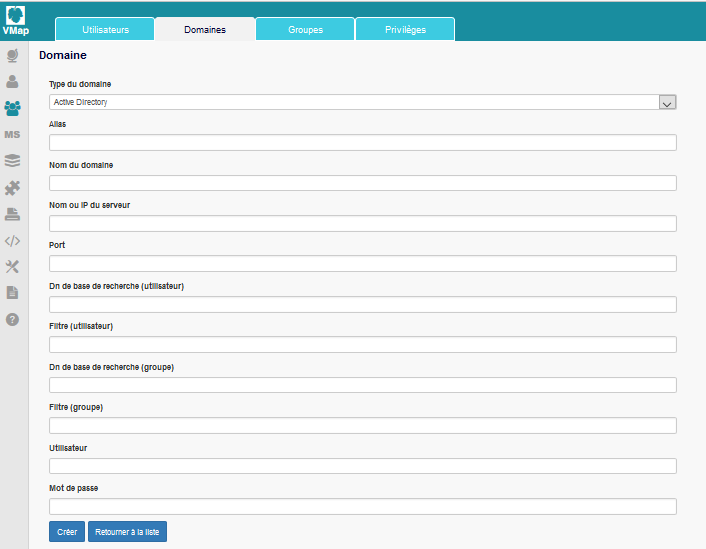 VMap
Utilisateurs
Domaines
Groupes
Privilèges
MS
Domaine
Type du domaine
Active Directory
Alias
Nom du domaine
Nom ou IP du serveur
Port
Dn de base de recherche (utilisateur)
Filtre (utilisateur)
Dn de base de recherche (groupe)
Filtre (groupe)
Utilisateur
Mot de passe
Créer
Retourner à la liste